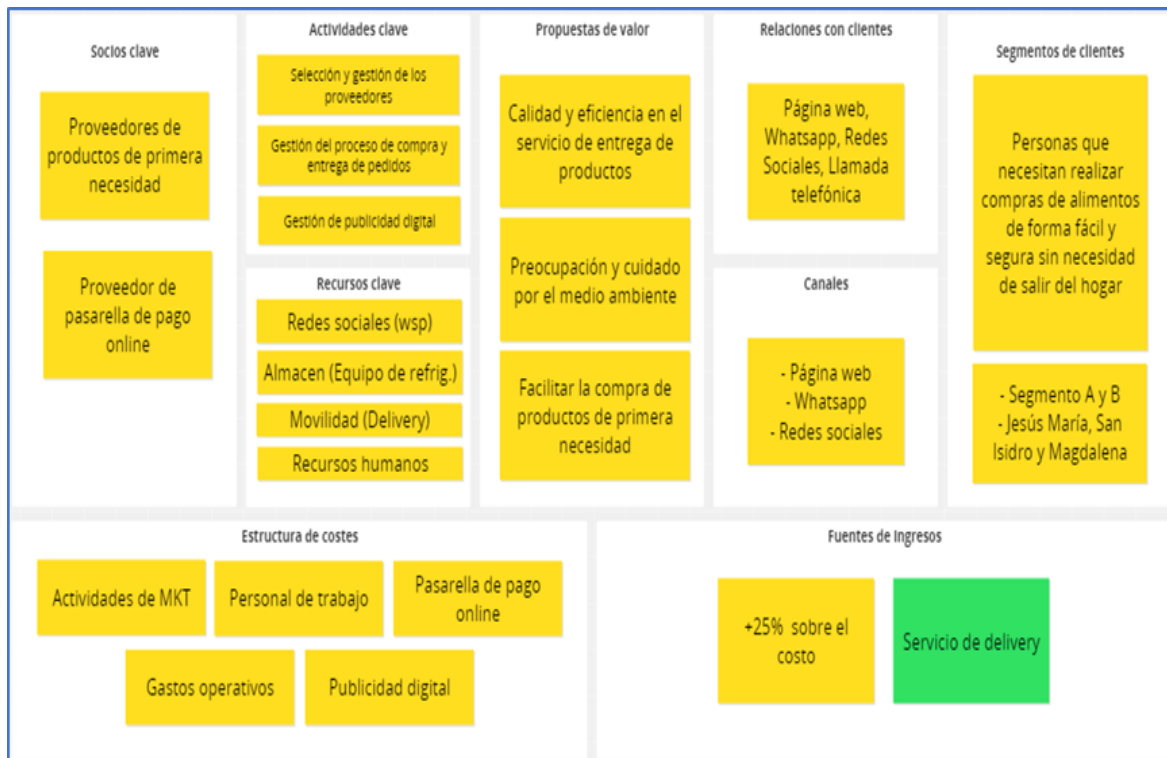 Socios clave
Proveedores de
productos de primera
necesidad
Proveedor de
pasarella de pago
online
Actividades clave
Selección y gestión de los
proveedores
Gestión del proceso de compra y
entrega de pedidos
Gestión de publicidad digital
Recursos clave
Redes sociales (wsp)
Almacen (Equipo de refrig.)
Movilidad (Delivery)
Recursos humanos
Propuestas de valor
Calidad y eficiencia en el
servicio de entrega de
productos
Preocupación y cuidado
por el medio ambiente
Facilitar la compra de
productos de primera
necesidad
Relaciones con clientes
Página web,
Whatsapp, Redes
Sociales, Llamada
telefónica
Canales
- Página web
- Whatsapp
- Redes sociales
Segmentos de clientes
Personas que
necesitan realizar
compras de alimentos
de forma fácil y
segura sin necesidad
de salir del hogar
- Segmento A y B
- Jesús María, San
Isidro y Magdalena
Estructura de costes
Actividades de MKT
Personal de trabajo
Pasarella de pago
online
Gastos operativos
Publicidad digital
Fuentes de ingresos
+25% sobre el
costo
Servicio de delivery